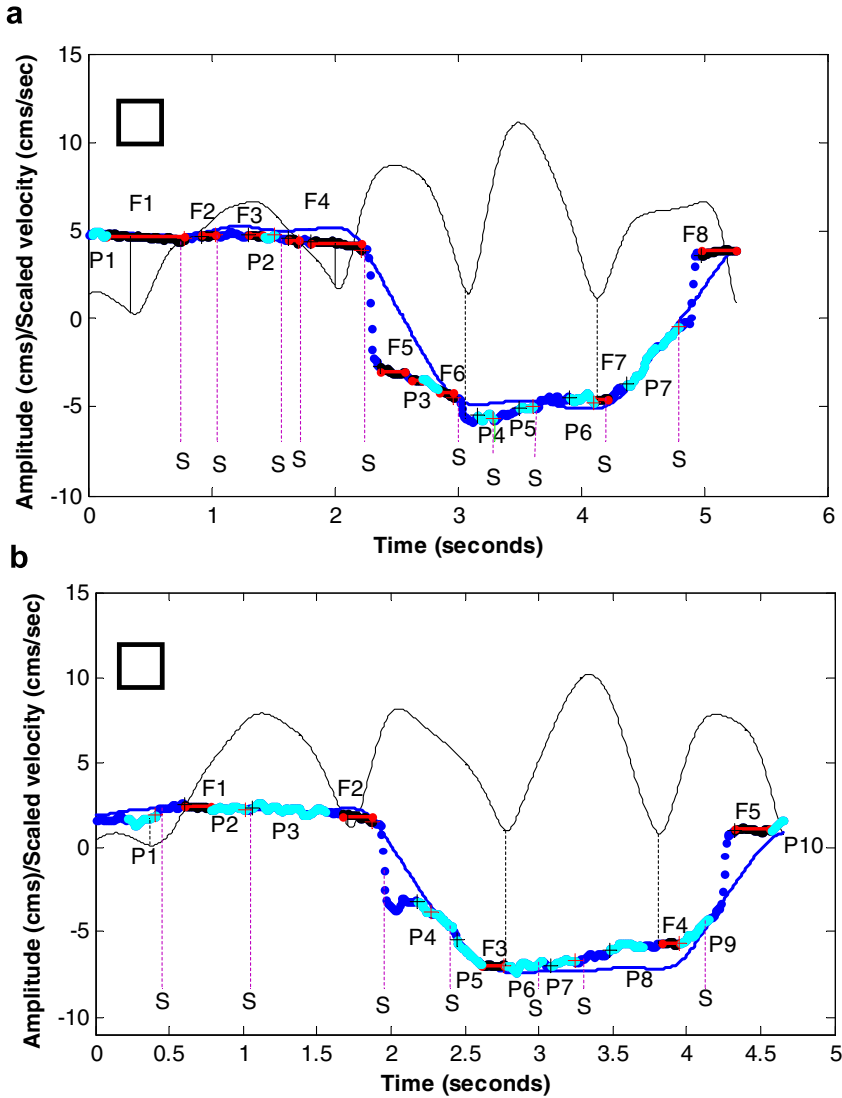 a
15
10
5
0
-5
-10
Amplitude (cms)/Scaled velocity (cms/sec)
F1 F2 F3 F4
P1 P2
F8
F5 F6 F7
P3 P7
P4 P5 P6
S S S S S S S S S S
0 1 2 3 4 5 6
Time (seconds)
b
15
10
5
0
-5
-10
Amplitude (cms)/Scaled velocity (cms/sec)
F1 F2 F5
P1 P2 P3 P10
P4 F3 F4 P9
P5 P6 P7 P8
S S S S S S S
0 0.5 1 1.5 2 2.5 3 3.5 4 4.5 5
Time (seconds)